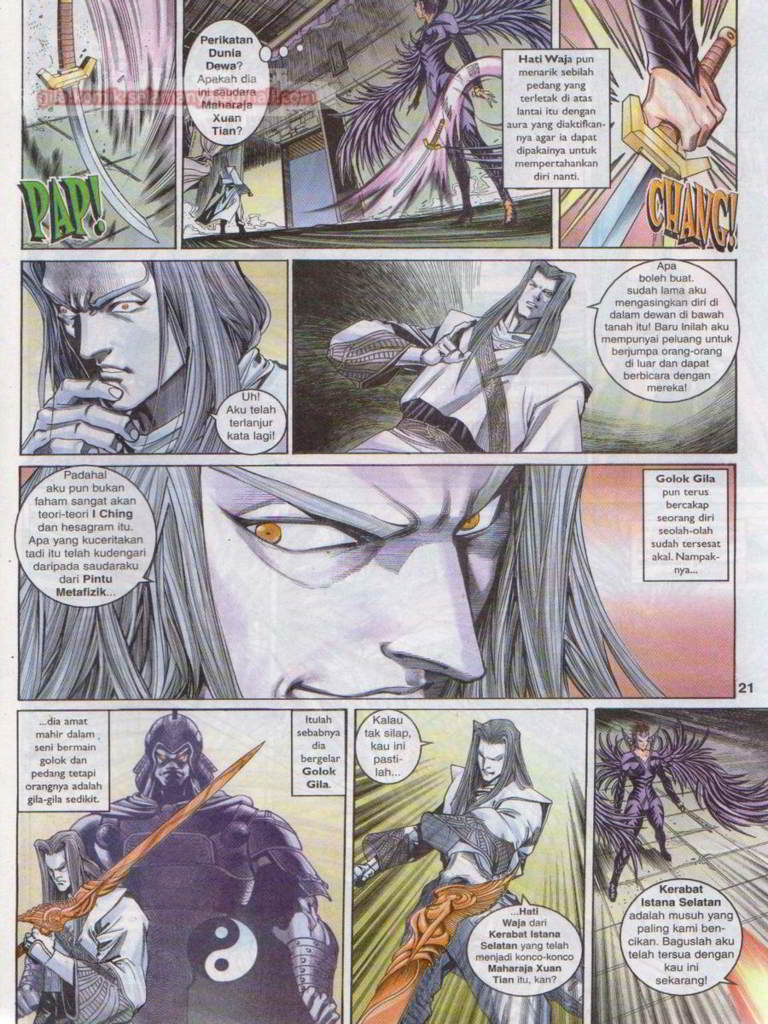 PAP!
Perikatan
Dunia
Dewa?
Apakah dia
ini saudara
Maharaja
Xuan
Tian?
Hati Waja pun
menarik sebilah
pedang yang
terletak di atas
lantai itu dengan
aura yang diaktifkan-
nya agar ia dapat
dipakainya untuk
mempertahankan
diri nanti.
CHANG!
Uh!
Aku telah
terlanjur
kata lagi!
Apa
boleh buat.
sudah lama aku
mengasingkan diri di
dalam dewan di bawah
tanah itu! Baru Inilah aku
mempunyai peluang untuk
berjumpa orang-orang
di luar dan dapat
berbicara dengan
mereka!
Padahal
aku pun bukan
faham sangat akan
teori-teori I Ching
dan hesagram itu.
Apa yang kuceritakan
tadi itu telah kudengari
daripada saudaraku
dari Pintu
Metafizik...
Golok Gila
pun terus
bercakap
seorang diri
seolah-olah
sudah tersesat
akal. Nampak-
nya...
21
...dia amat
mahir dalam
seni bermain
golok dan
pedang tetapi
orangnya adalah
gila-gila sedikit.
Itulah
sebabnya
dia
bergelar
Golok
Gila.
Kalau
tak silap,
kau ini
pasti-
lah...
...Hati
Waja dari
Kerabat Istana
Selatan yang telah
menjadi konco-konco
Maharaja Xuan
Tian itu, kan?
Kerabat
Istana Selatan
adalah musuh yang
paling kami ben-
cikan. Baguslah aku
telah tersua dengan
kau ini
sekarang!